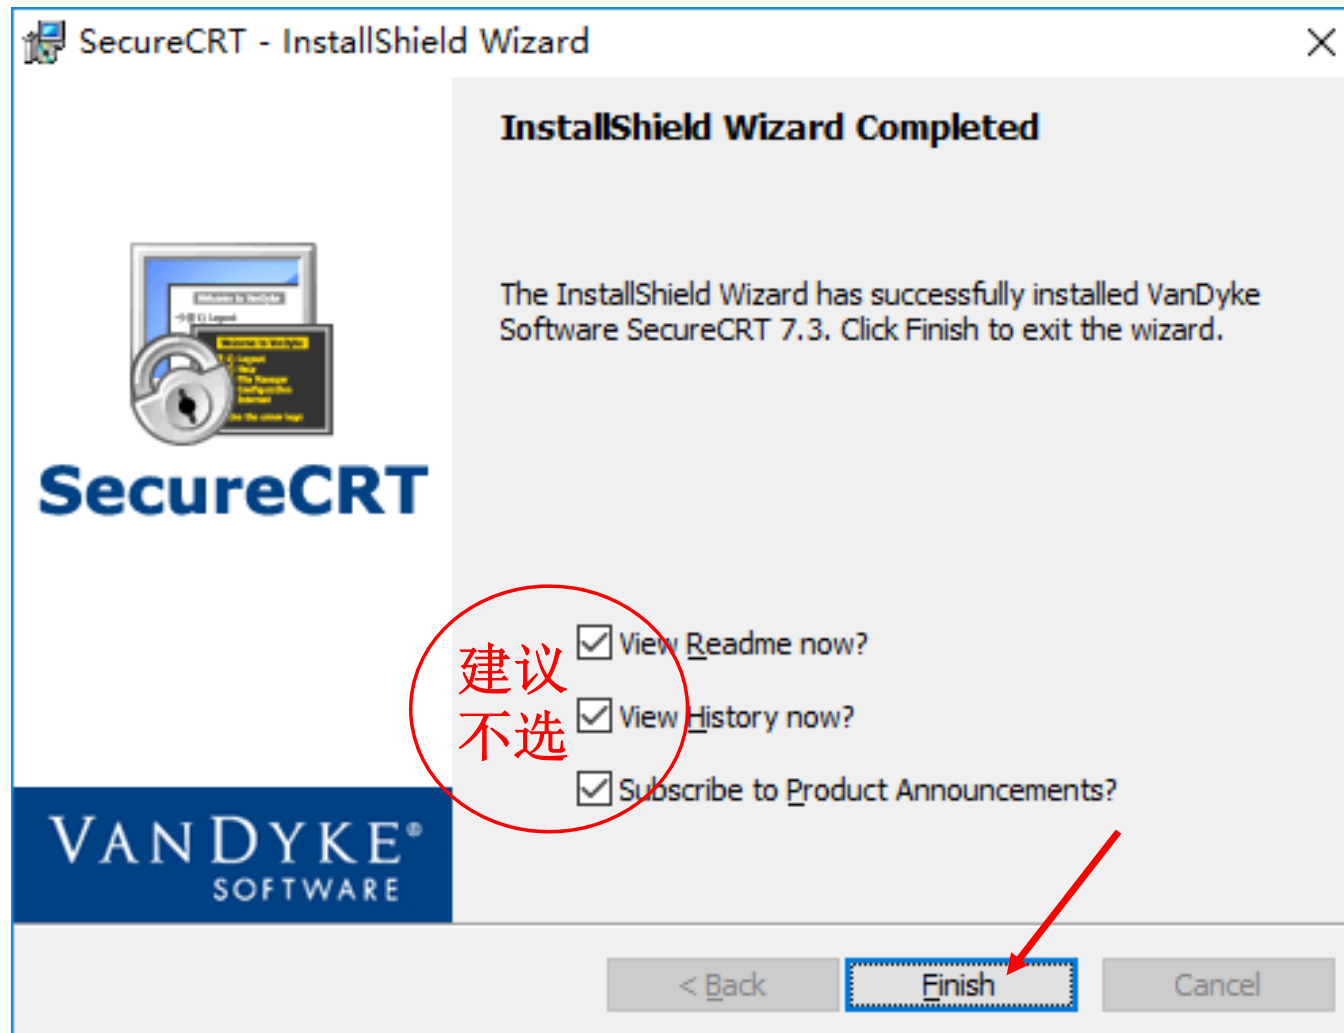 SecureCRT - InstallShield Wizard
InstallShield Wizard Completed
The InstallShield Wizard has successfully installed VanDyke
Software SecureCRT 7.3. Click Finish to exit the wizard.
SecureCRT
建议
不选
View Readme now?
View History now?
Subscribe to Product Announcements?
VANDYKE®
SOFTWARE
< Back
Finish
Cancel